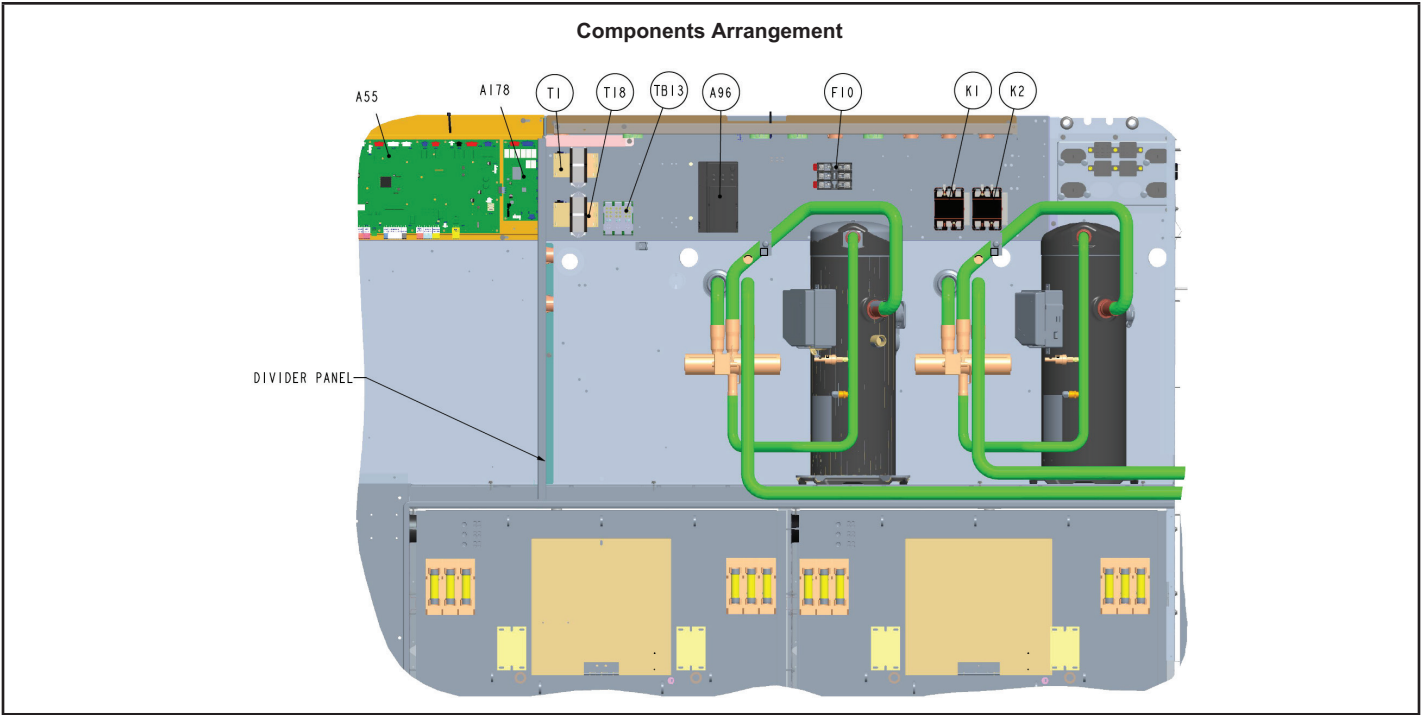 Components Arrangement
A55
A178
T1
T18
TB13
A96
F10
K1
K2
DIVIDER PANEL